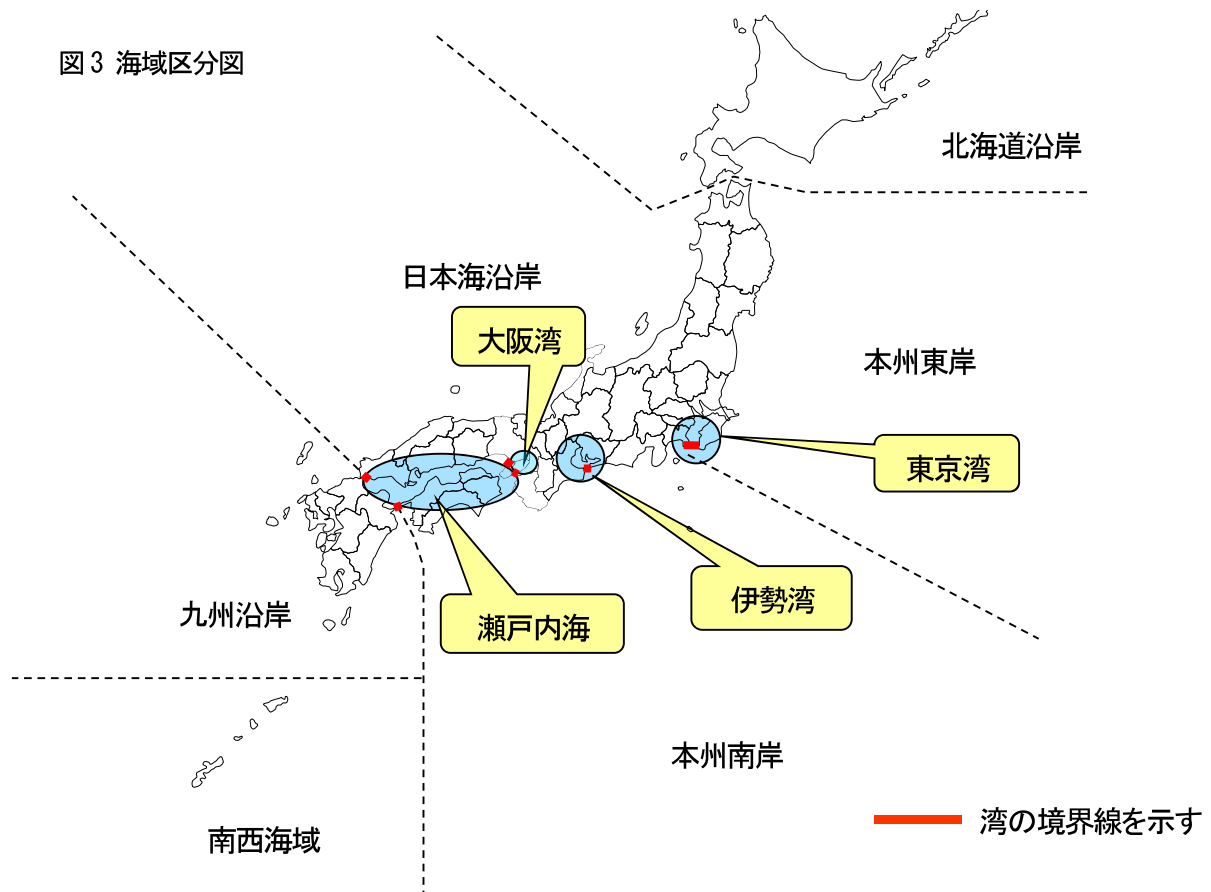 図3 海域区分図
北海道沿岸
日本海沿岸
大阪湾
本州東岸
東京湾
伊勢湾
九州沿岸
瀬戸内海
本州南岸
湾の境界線を示す
南西海域